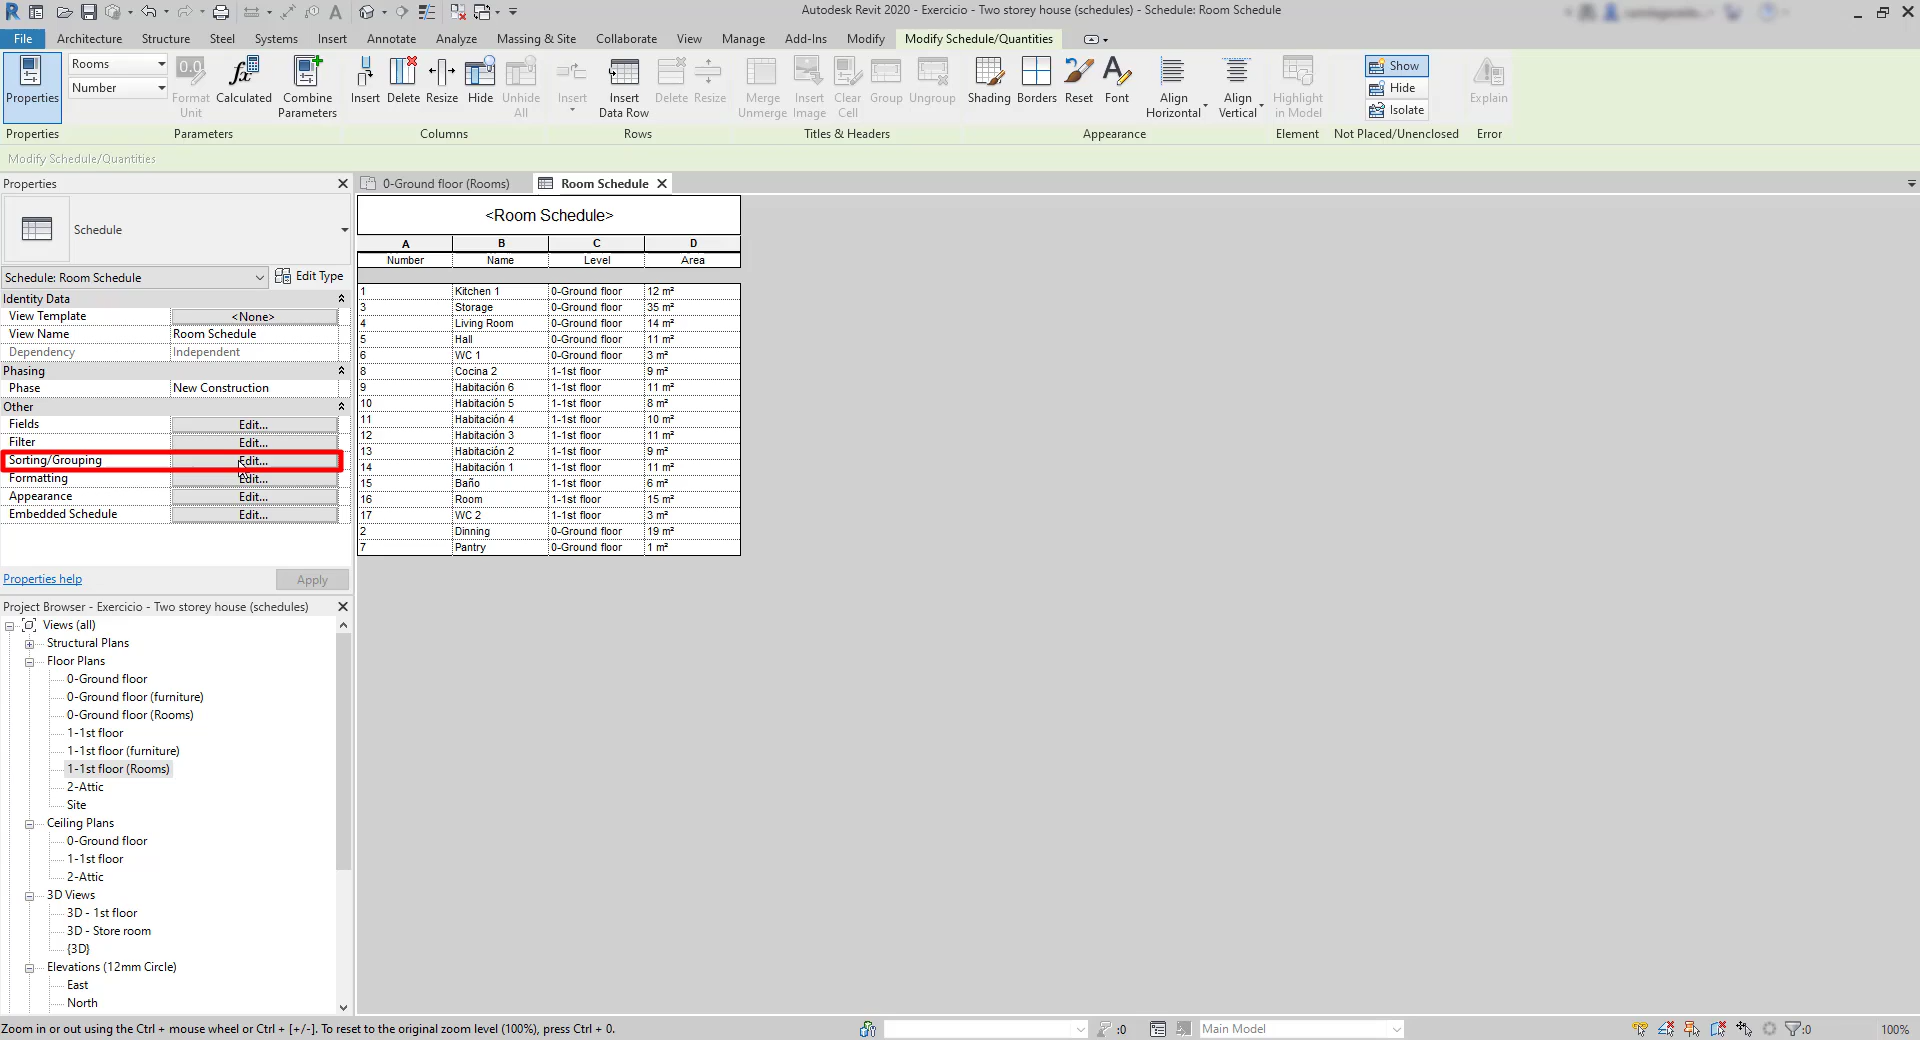 Autodesk Revit 2020 - Exercicio - Two storey house (schedules) - Schedule: Room Schedule
File Architecture Structure Steel Systems Insert Annotate Analyze Massing & Site Collaborate View Manage Add-Ins Modify Modify Schedule/Quantities
Properties
Rooms
Number
Format Unit
Calculated
Combine Parameters
Insert
Delete
Resize
Hide
Unhide All
Insert
Insert Data Row
Delete
Resize
Merge Unmerge
Insert Image
Clear Cell
Group
Ungroup
Shading
Borders
Reset
Font
Align Horizontal
Align Vertical
Highlight in Model
Show
Hide
Isolate
Explain
Properties Parameters Columns Rows Titles & Headers Appearance Element Not Placed/Unenclosed Error
Modify Schedule/Quantities
Properties
Schedule
Schedule: Room Schedule Edit Type
Identity Data
View Template <None>
View Name Room Schedule
Dependency Independent
Phasing
Phase New Construction
Other
Fields Edit...
Filter Edit...
Sorting/Grouping Edit...
Formatting Edit...
Appearance Edit...
Embedded Schedule Edit...
Properties help Apply
Project Browser - Exercicio - Two storey house (schedules)
Views (all)
Structural Plans
Floor Plans
0-Ground floor
0-Ground floor (furniture)
0-Ground floor (Rooms)
1-1st floor
1-1st floor (furniture)
1-1st floor (Rooms)
2-Attic
Site
Ceiling Plans
0-Ground floor
1-1st floor
2-Attic
3D Views
3D - 1st floor
3D - Store room
{3D}
Elevations (12mm Circle)
East
North
0-Ground floor (Rooms) Room Schedule
<Room Schedule>
A B C D
Number Name Level Area
1 Kitchen 1 0-Ground floor 12 m²
3 Storage 0-Ground floor 35 m²
4 Living Room 0-Ground floor 14 m²
5 Hall 0-Ground floor 11 m²
6 WC 1 0-Ground floor 3 m²
8 Cocina 2 1-1st floor 9 m²
9 Habitación 6 1-1st floor 11 m²
10 Habitación 5 1-1st floor 8 m²
11 Habitación 4 1-1st floor 10 m²
12 Habitación 3 1-1st floor 11 m²
13 Habitación 2 1-1st floor 9 m²
14 Habitación 1 1-1st floor 11 m²
15 Baño 1-1st floor 6 m²
16 Room 1-1st floor 15 m²
17 WC 2 1-1st floor 3 m²
2 Dinning 0-Ground floor 19 m²
7 Pantry 0-Ground floor 1 m²
Zoom in or out using the Ctrl + mouse wheel or Ctrl + [+/-]. To reset to the original zoom level (100%), press Ctrl + 0. :0 Main Model :0 100%